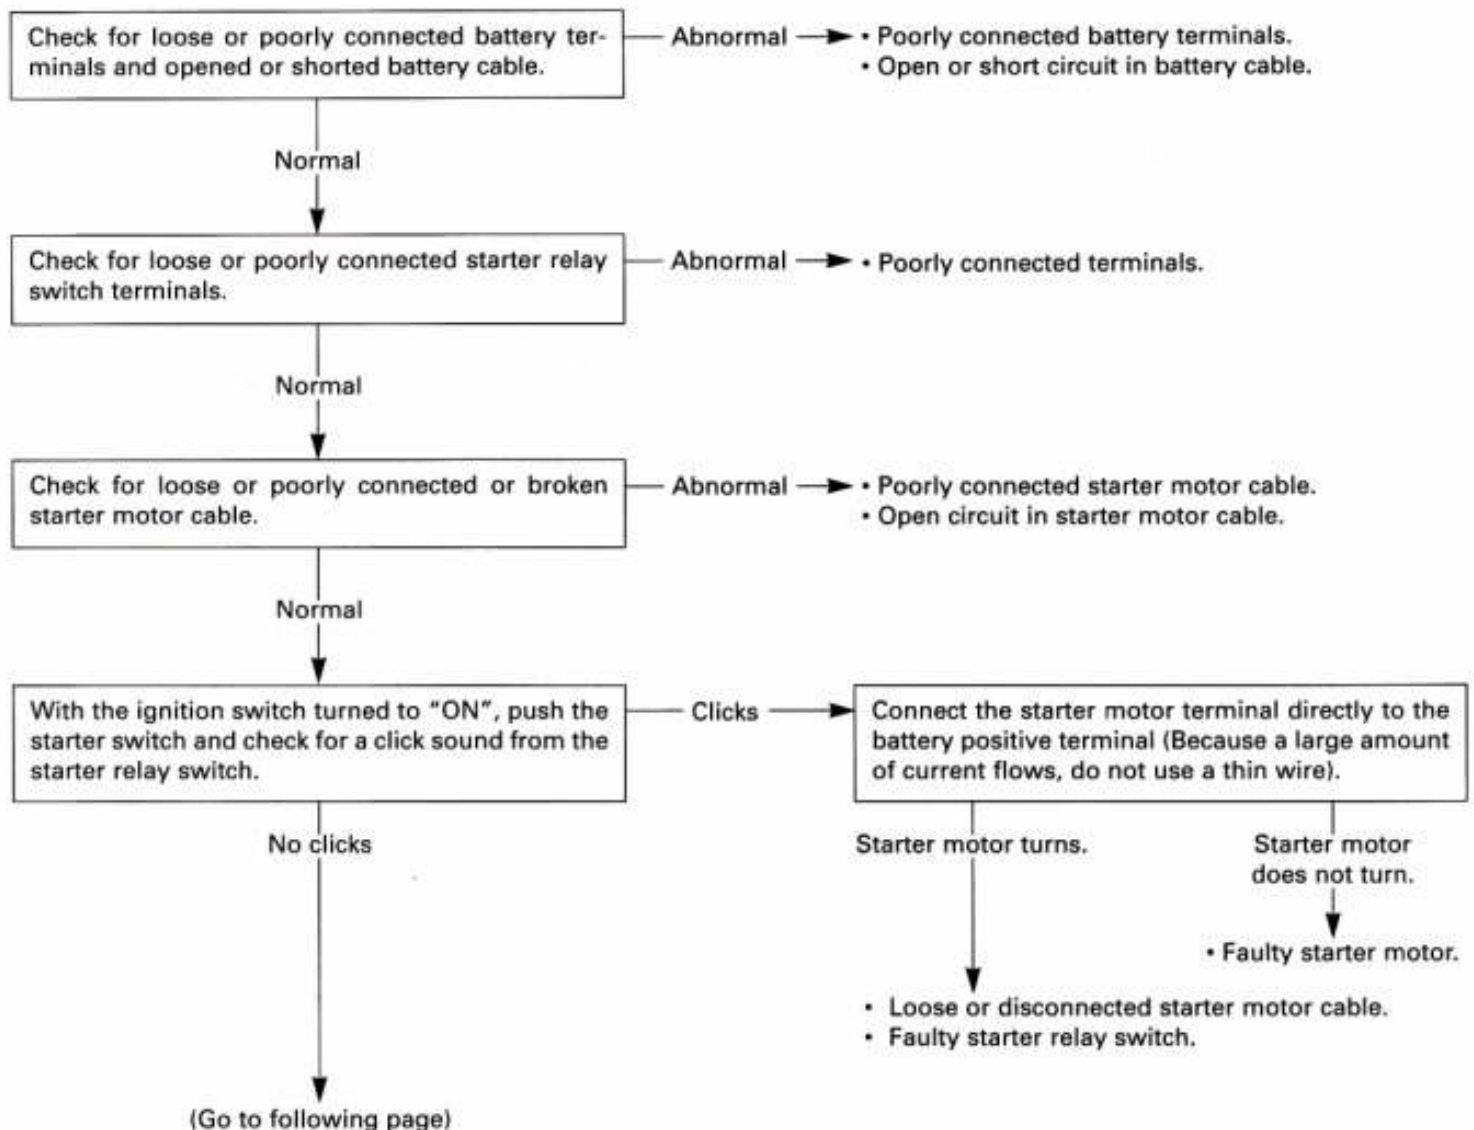 Check for loose or poorly connected battery ter-
minals and opened or shorted battery cable.
Abnormal
• Poorly connected battery terminals.
• Open or short circuit in battery cable.
Normal
Check for loose or poorly connected starter relay
switch terminals.
Abnormal
• Poorly connected terminals.
Normal
Check for loose or poorly connected or broken
starter motor cable.
Abnormal
• Poorly connected starter motor cable.
• Open circuit in starter motor cable.
Normal
With the ignition switch turned to "ON", push the
starter switch and check for a click sound from the
starter relay switch.
Clicks
Connect the starter motor terminal directly to the
battery positive terminal (Because a large amount
of current flows, do not use a thin wire).
No clicks
Starter motor turns.
Starter motor
does not turn.
• Faulty starter motor.
• Loose or disconnected starter motor cable.
• Faulty starter relay switch.
(Go to following page)